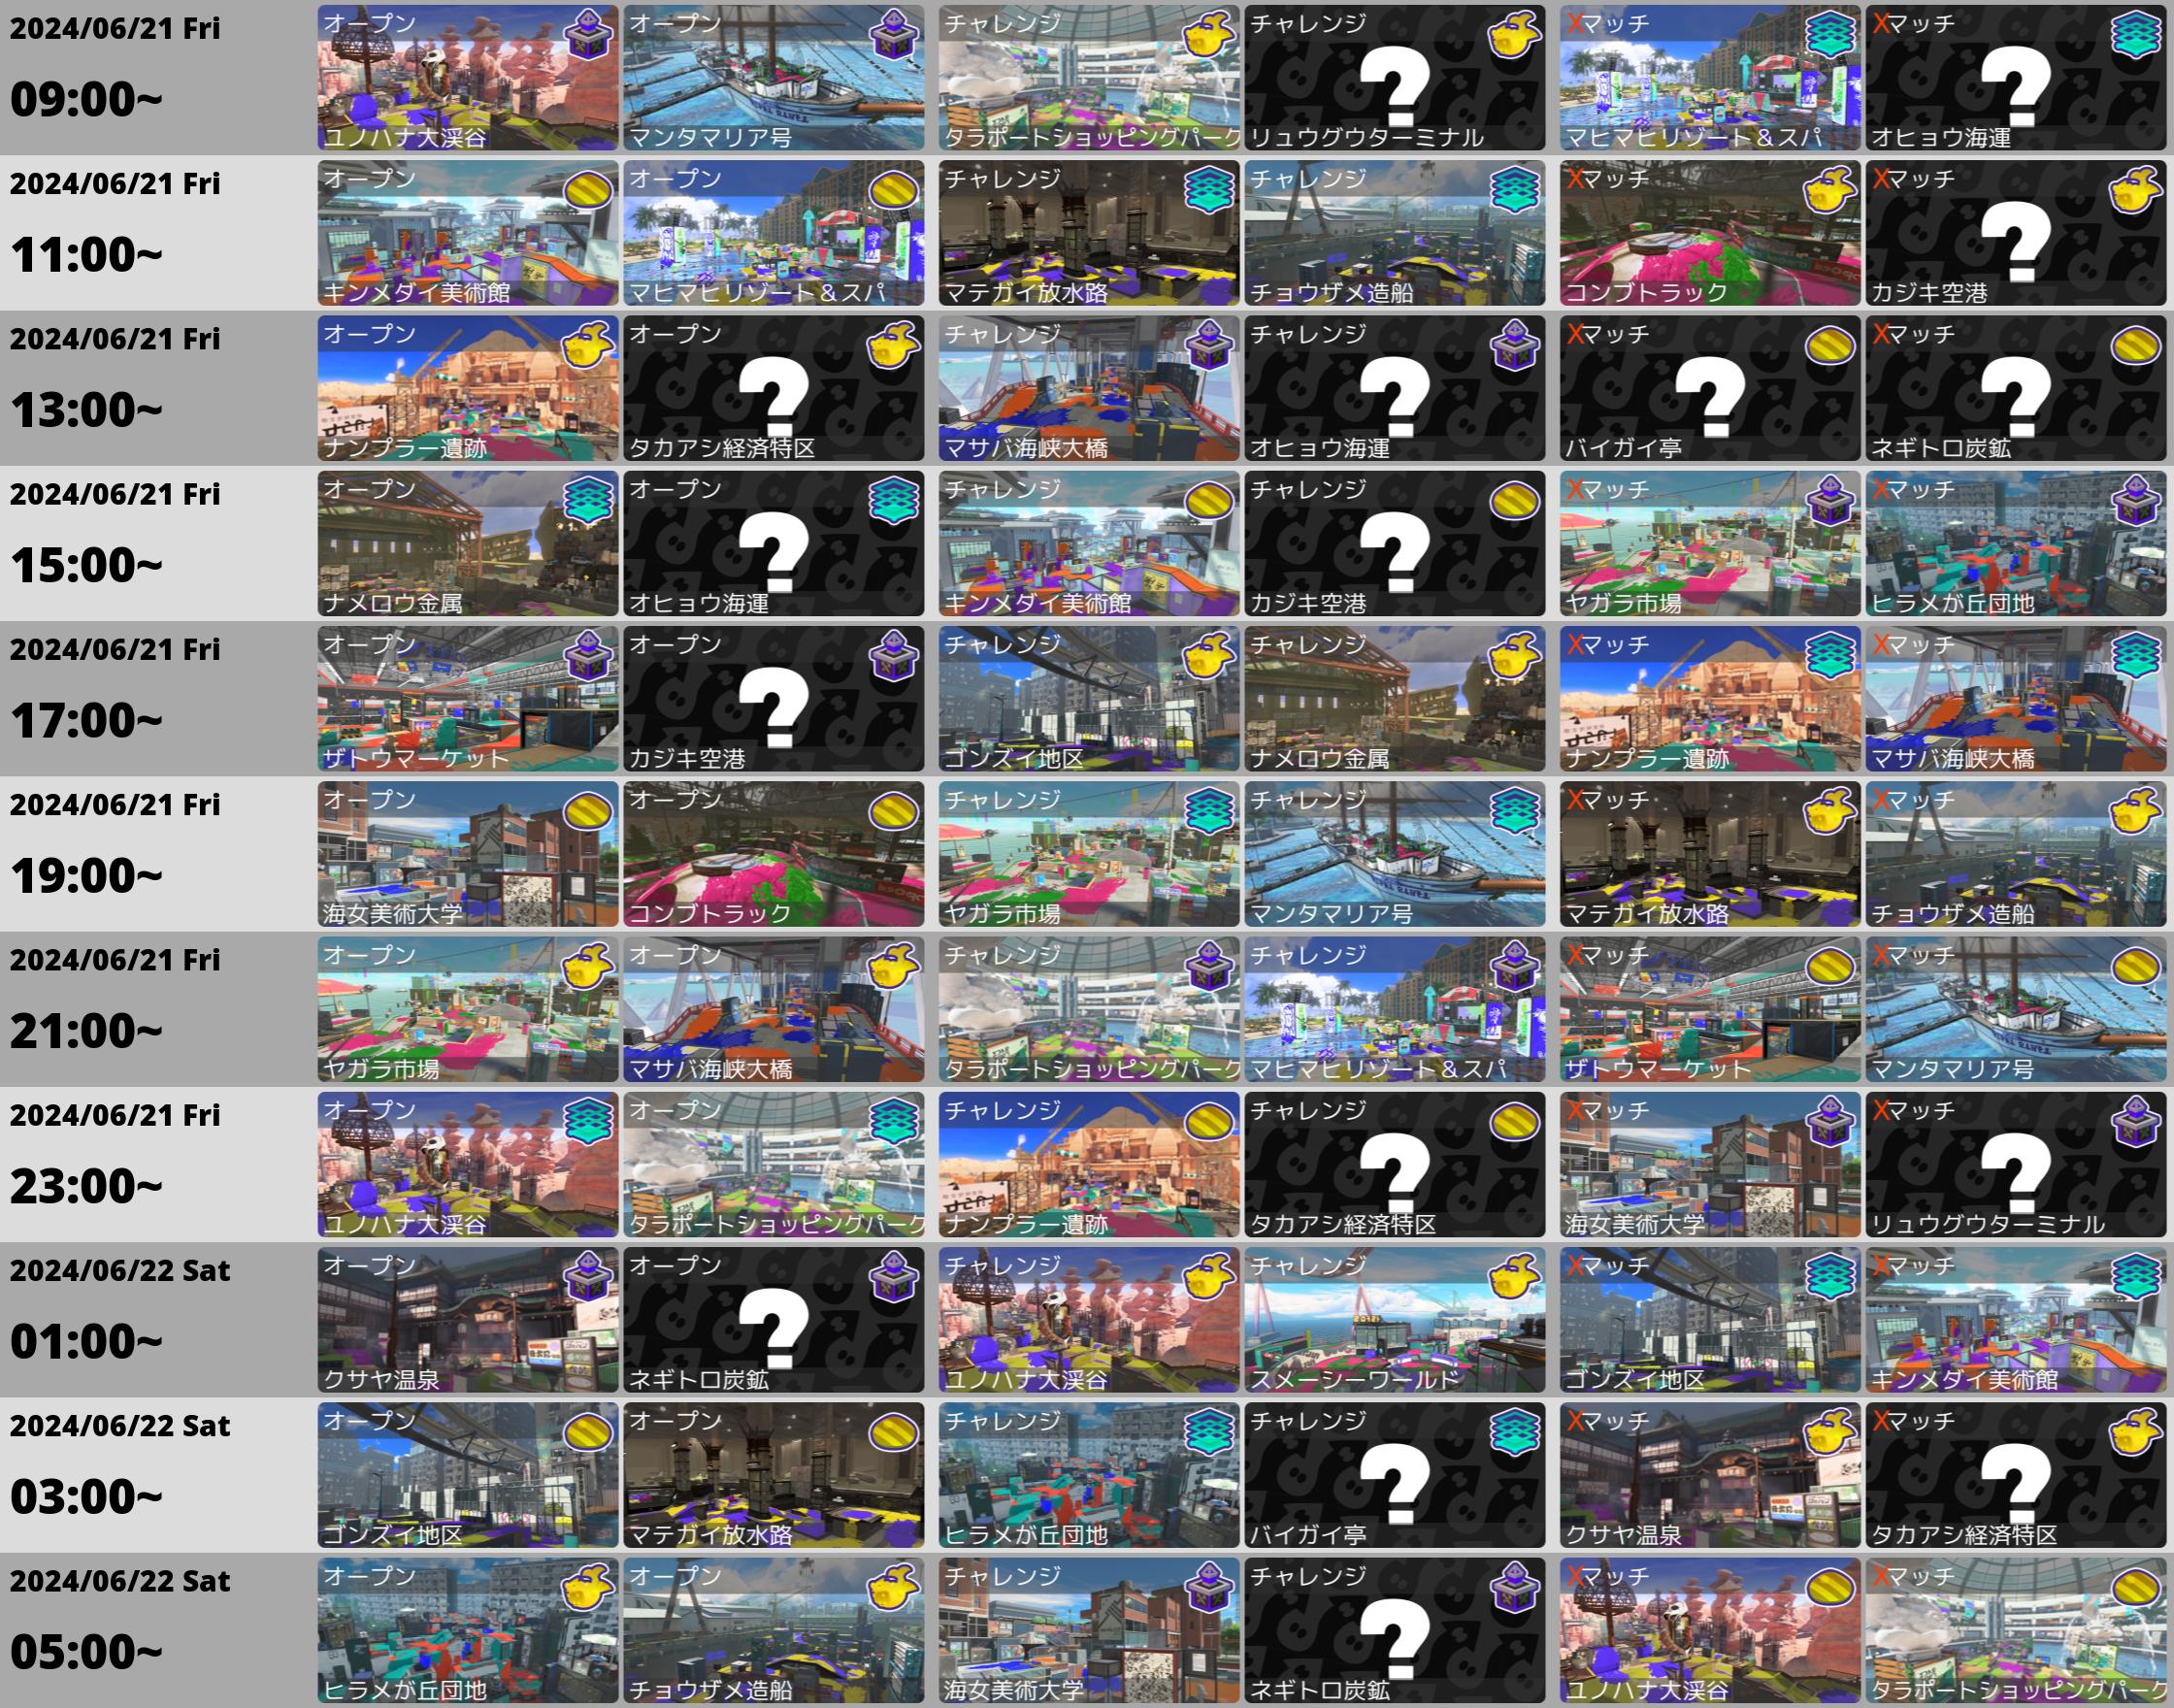 2024/06/21 Fri
09:00~
オープン
ユノハナ大渓谷
オープン
マンタマリア号
チャレンジ
タラポートショッピングパーク
チャレンジ
リュウグウターミナル
Xマッチ
マヒマヒリゾート＆スパ
Xマッチ
オヒョウ海運
2024/06/21 Fri
11:00~
オープン
キンメダイ美術館
オープン
マヒマヒリゾート＆スパ
チャレンジ
マテガイ放水路
チャレンジ
チョウザメ造船
Xマッチ
コンブトラック
Xマッチ
カジキ空港
2024/06/21 Fri
13:00~
オープン
ナンプラー遺跡
オープン
タカアシ経済特区
チャレンジ
マサバ海峡大橋
チャレンジ
オヒョウ海運
Xマッチ
バイガイ亭
Xマッチ
ネギトロ炭鉱
2024/06/21 Fri
15:00~
オープン
ナメロウ金属
オープン
オヒョウ海運
チャレンジ
キンメダイ美術館
チャレンジ
カジキ空港
Xマッチ
ヤガラ市場
Xマッチ
ヒラメが丘団地
2024/06/21 Fri
17:00~
オープン
ザトウマーケット
オープン
カジキ空港
チャレンジ
ゴンズイ地区
チャレンジ
ナメロウ金属
Xマッチ
ナンプラー遺跡
Xマッチ
マサバ海峡大橋
2024/06/21 Fri
19:00~
オープン
海女美術大学
オープン
コンブトラック
チャレンジ
ヤガラ市場
チャレンジ
マンタマリア号
Xマッチ
マテガイ放水路
Xマッチ
チョウザメ造船
2024/06/21 Fri
21:00~
オープン
ヤガラ市場
オープン
マサバ海峡大橋
チャレンジ
タラポートショッピングパーク
チャレンジ
マヒマヒリゾート＆スパ
Xマッチ
ザトウマーケット
Xマッチ
マンタマリア号
2024/06/21 Fri
23:00~
オープン
ユノハナ大渓谷
オープン
タラポートショッピングパーク
チャレンジ
ナンプラー遺跡
チャレンジ
タカアシ経済特区
Xマッチ
海女美術大学
Xマッチ
リュウグウターミナル
2024/06/22 Sat
01:00~
オープン
クサヤ温泉
オープン
ネギトロ炭鉱
チャレンジ
ユノハナ大渓谷
チャレンジ
スメーシーワールド
Xマッチ
ゴンズイ地区
Xマッチ
キンメダイ美術館
2024/06/22 Sat
03:00~
オープン
ゴンズイ地区
オープン
マテガイ放水路
チャレンジ
ヒラメが丘団地
チャレンジ
バイガイ亭
Xマッチ
クサヤ温泉
Xマッチ
タカアシ経済特区
2024/06/22 Sat
05:00~
オープン
ヒラメが丘団地
オープン
チョウザメ造船
チャレンジ
海女美術大学
チャレンジ
ネギトロ炭鉱
Xマッチ
ユノハナ大渓谷
Xマッチ
タラポートショッピングパーク